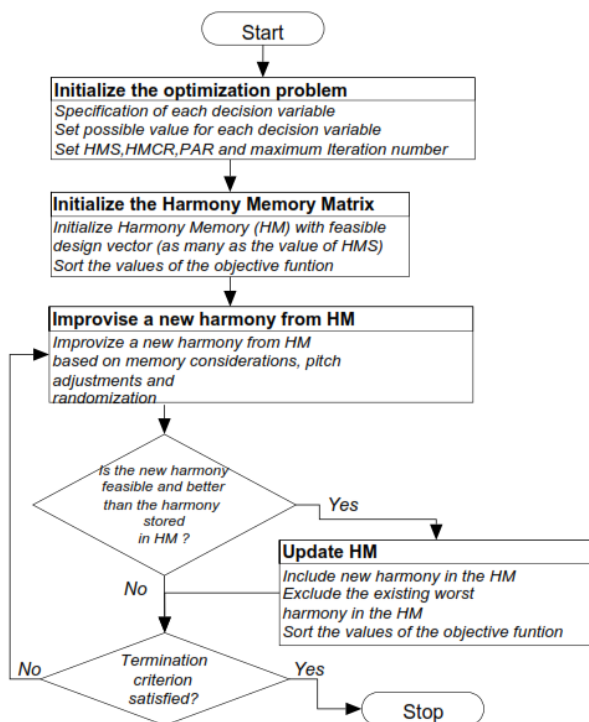 Start
Initialize the optimization problem
Specification of each decision variable
Set possible value for each decision variable
Set HMS,HMCR,PAR and maximum Iteration number
Initialize the Harmony Memory Matrix
Initialize Harmony Memory (HM) with feasible
design vector (as many as the value of HMS)
Sort the values of the objective funtion
Improvise a new harmony from HM
Improvize a new harmony from HM
based on memory considerations, pitch
adjustments and
randomization
Is the new harmony
feasible and better
than the harmony
stored
in HM ?
Yes
Update HM
Include new harmony in the HM
Exclude the existing worst
harmony in the HM
Sort the values of the objective funtion
No
Termination
criterion
satisfied?
No
Yes
Stop